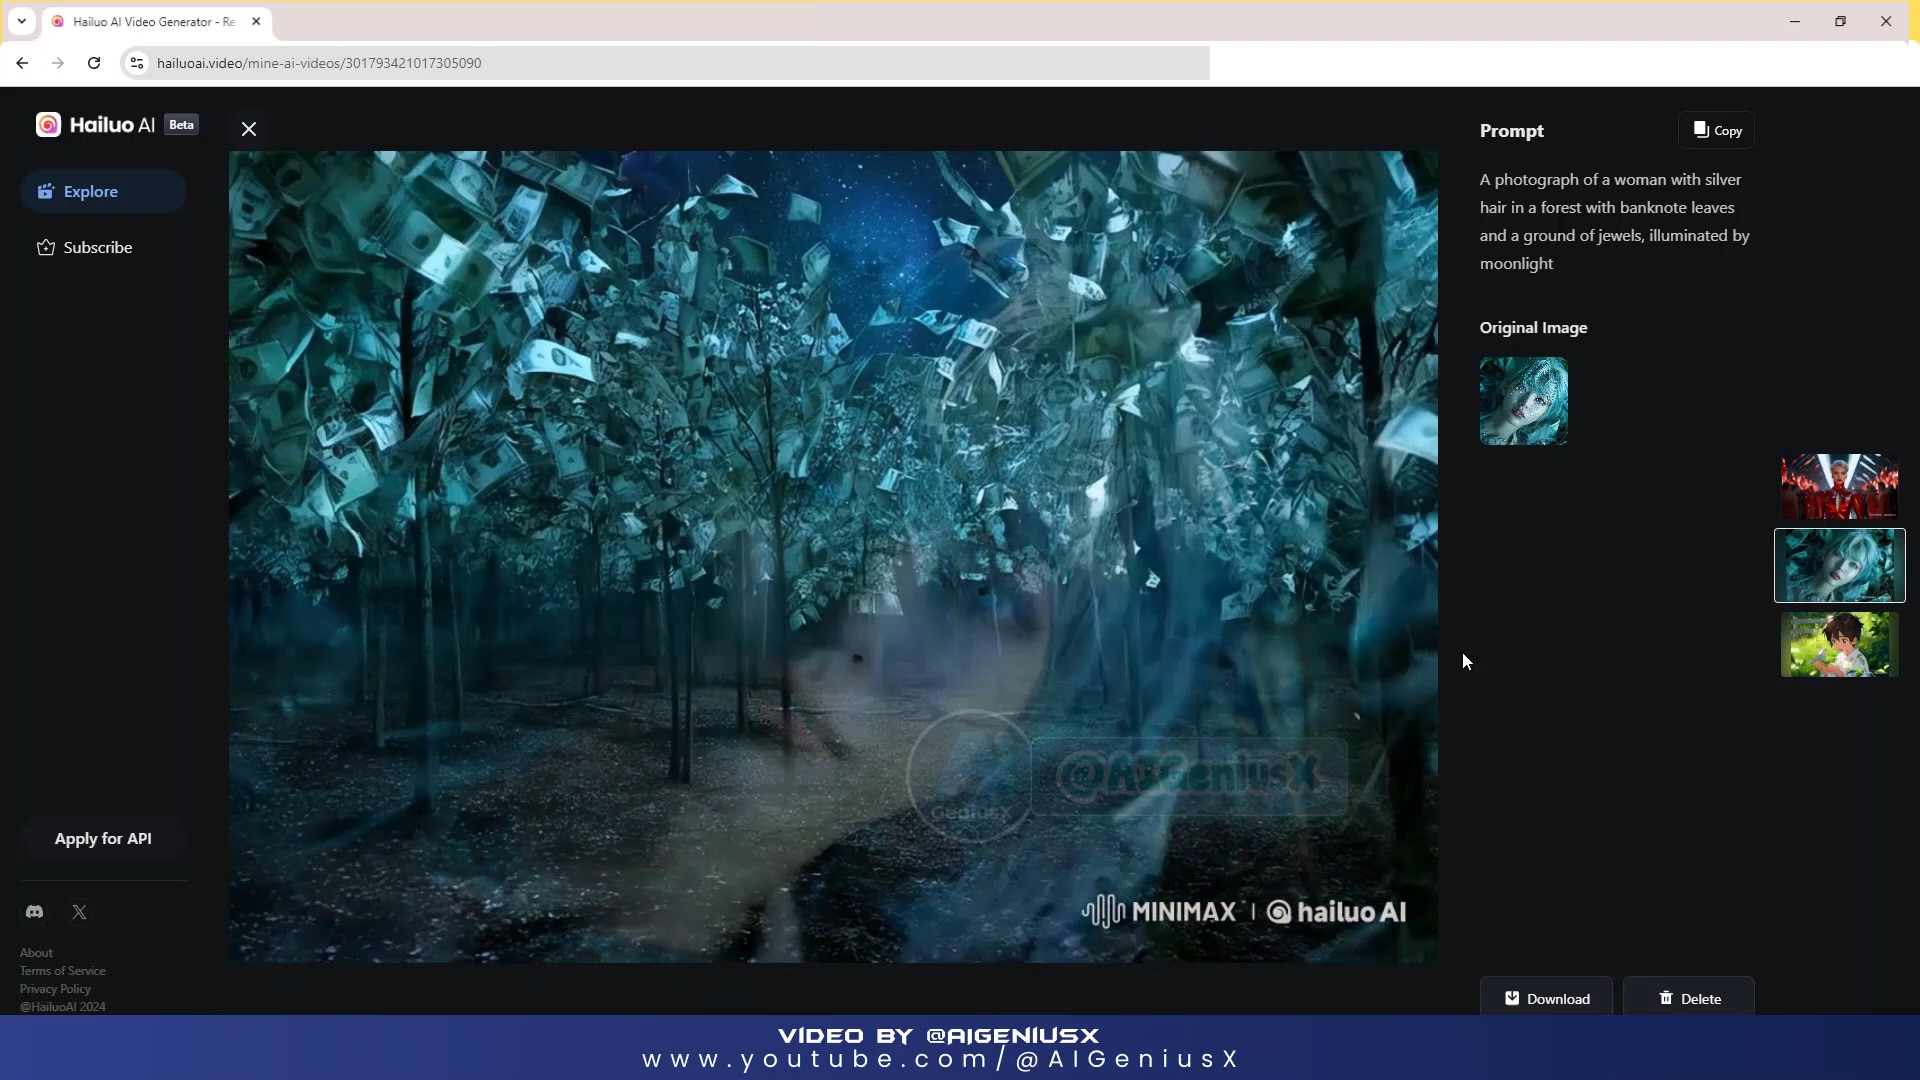 Hailuo AI Video Generator - Re
hailuoai.video/mine-ai-videos/301793421017305090
Hailuo AI Beta
Explore
Subscribe
Apply for API
About
Terms of Service
Privacy Policy
@HailuoAI 2024
GeniusX
@AIGeniusX
MINIMAX | hailuo AI
Prompt
Copy
A photograph of a woman with silver
hair in a forest with banknote leaves
and a ground of jewels, illuminated by
moonlight
Original Image
Download
Delete
VIDEO BY @AIGENIUSX
www.youtube.com/@AIGeniusX